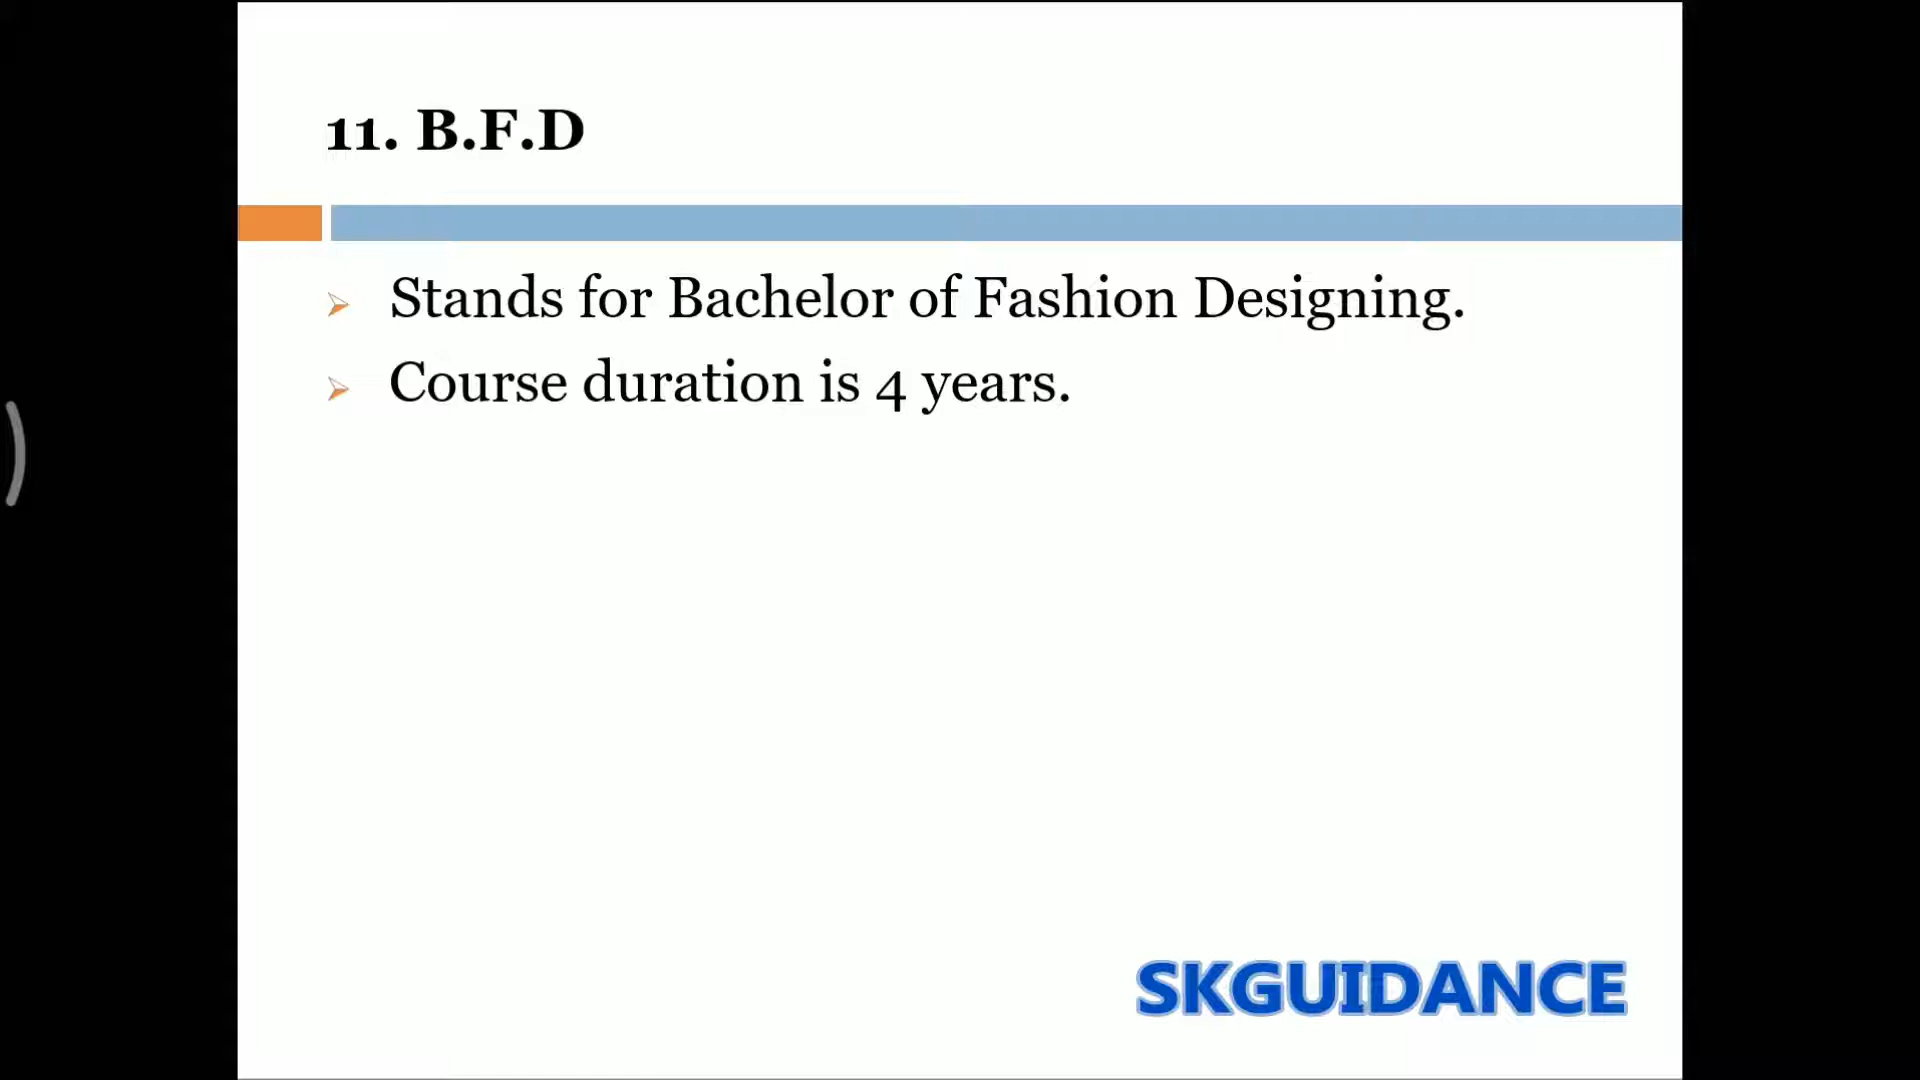 11. B.F.D
Stands for Bachelor of Fashion Designing.
Course duration is 4 years.
SKGUIDANCE